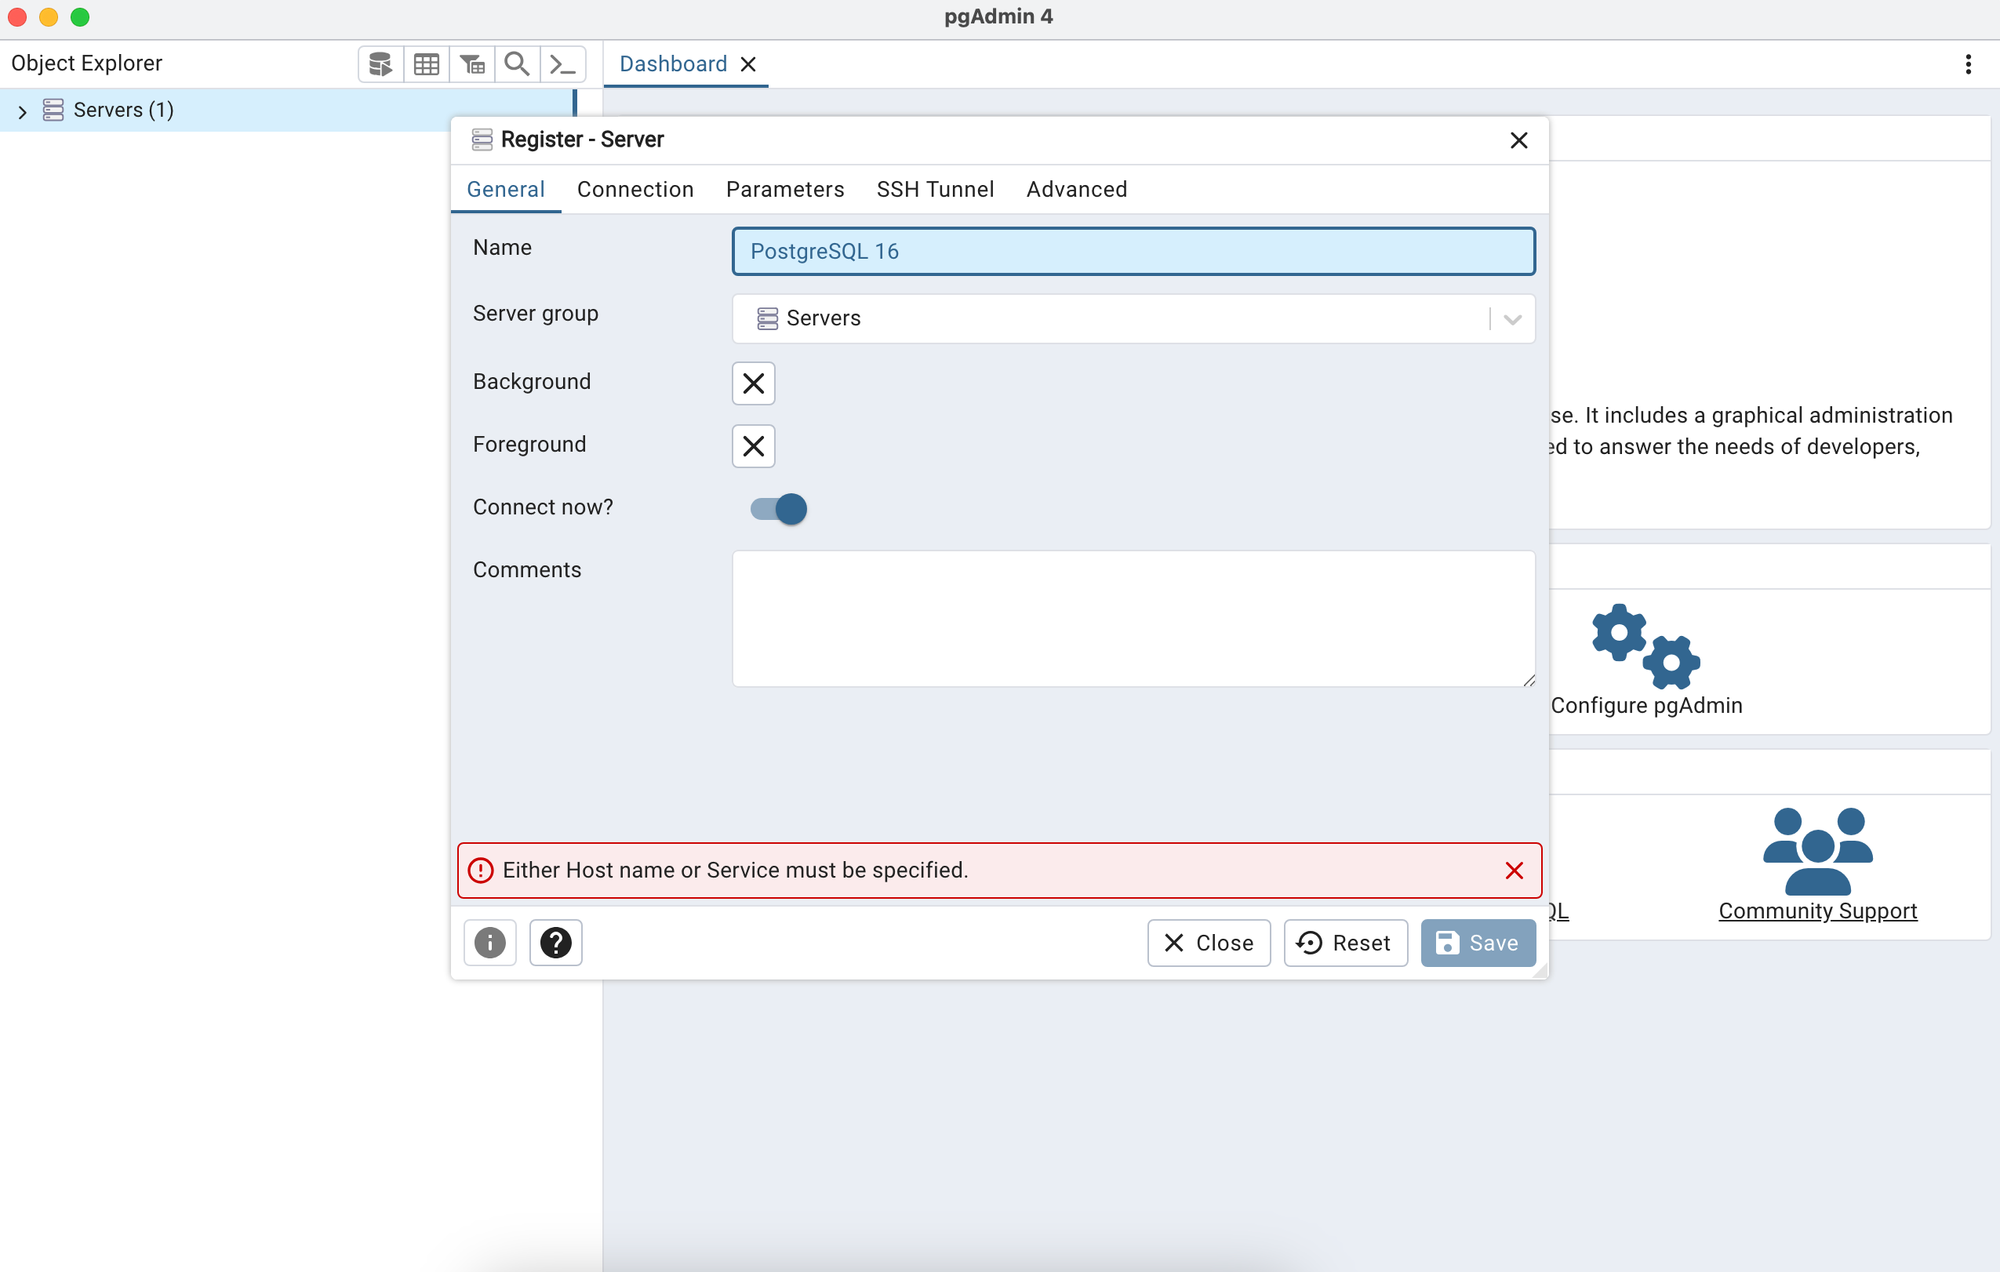 pgAdmin 4
Object Explorer
Dashboard
Servers (1)
Register - Server
General Connection Parameters SSH Tunnel Advanced
Name
PostgreSQL 16
Server group
Servers
Background
Foreground
Connect now?
Comments
Either Host name or Service must be specified.
Close
Reset
Save
se. It includes a graphical administration
ed to answer the needs of developers,
Configure pgAdmin
QL
Community Support